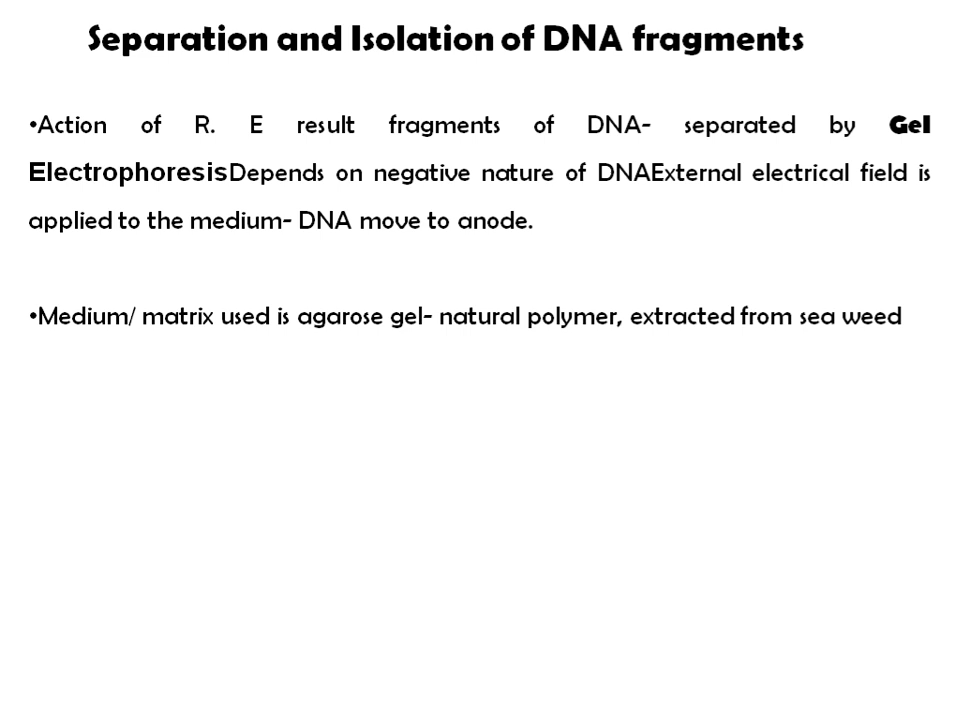 Separation and Isolation of DNA fragments
•Action of R. E result fragments of DNA- separated by Gel
ElectrophoresisDepends on negative nature of DNAExternal electrical field is
applied to the medium- DNA move to anode.
•Medium/ matrix used is agarose gel- natural polymer, extracted from sea weed